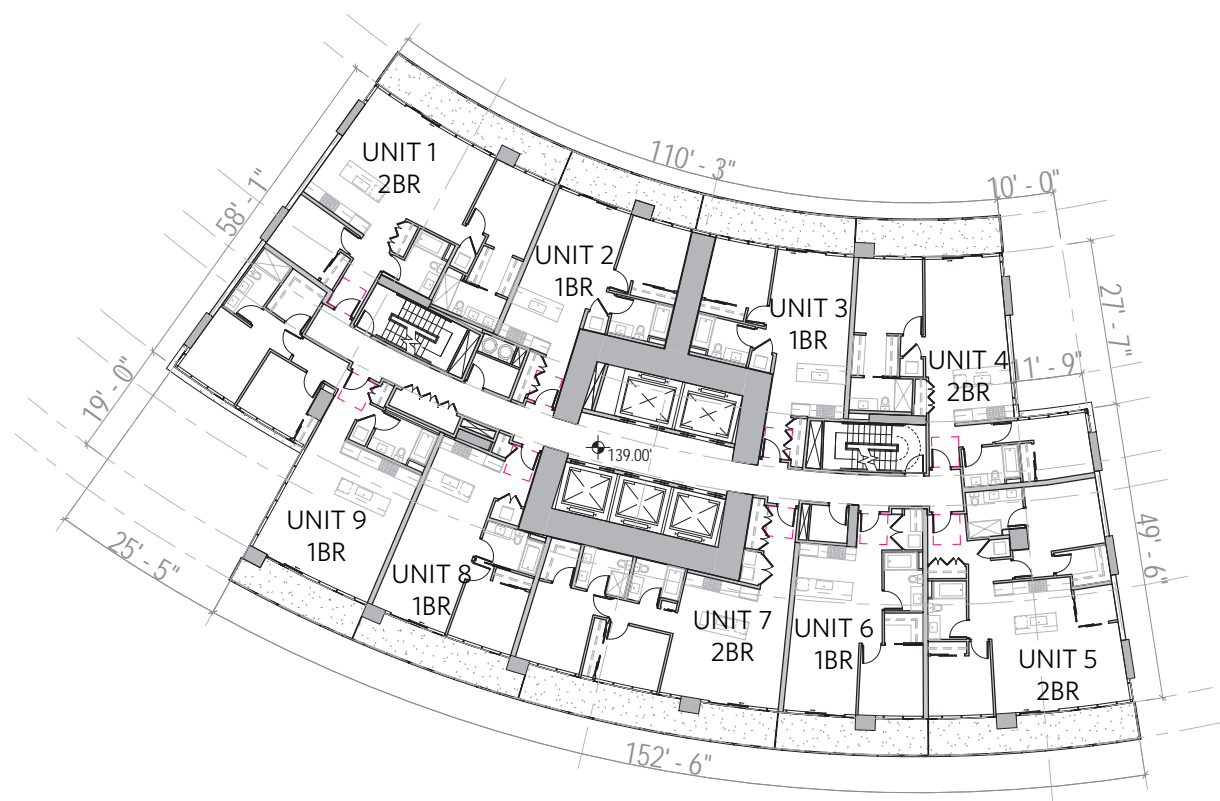 110' - 3"
10' - 0"
58' - 1"
UNIT 1
2BR
UNIT 2
1BR
UNIT 3
1BR
27' - 7"
UNIT 4
2BR
11' - 9"
19' - 0"
139.00'
UNIT 9
1BR
25' - 5"
UNIT 8
1BR
UNIT 7
2BR
UNIT 6
1BR
UNIT 5
2BR
49' - 6"
152' - 6"